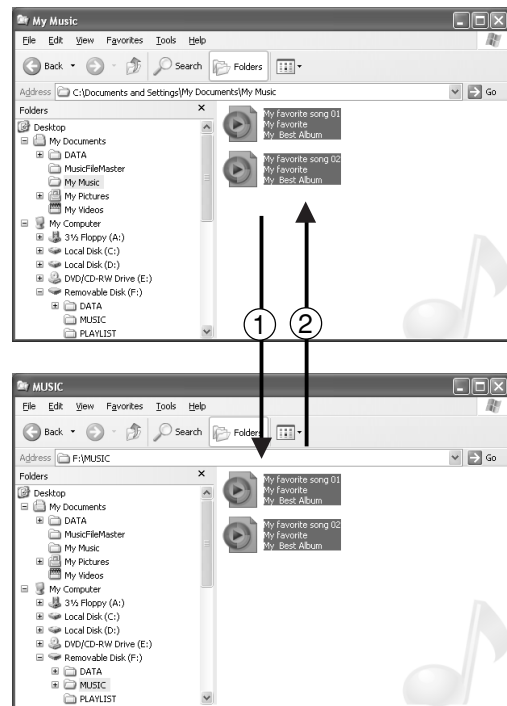 My Music
File Edit View Favorites Tools Help
Back Search Folders
Address C:\Documents and Settings\My Documents\My Music Go
Folders
Desktop
My Documents
DATA
MusicFileMaster
My Music
My Pictures
My Videos
My Computer
3½ Floppy (A:)
Local Disk (C:)
Local Disk (D:)
DVD/CD-RW Drive (E:)
Removable Disk (F:)
DATA
MUSIC
PLAYLIST
My favorite song 01
My favorite
My Best Album
My favorite song 02
My favorite
My Best Album
1 2
MUSIC
File Edit View Favorites Tools Help
Back Search Folders
Address F:\MUSIC Go
Folders
Desktop
My Documents
DATA
MusicFileMaster
My Music
My Pictures
My Videos
My Computer
3½ Floppy (A:)
Local Disk (C:)
Local Disk (D:)
DVD/CD-RW Drive (E:)
Removable Disk (F:)
DATA
MUSIC
PLAYLIST
My favorite song 01
My favorite
My Best Album
My favorite song 02
My favorite
My Best Album